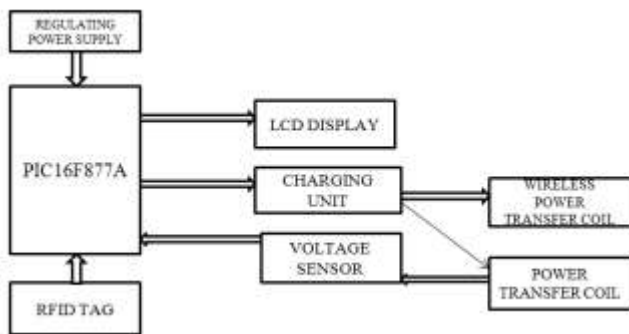 REGULATING
POWER SUPPLY
PIC16F877A
LCD DISPLAY
CHARGING
UNIT
WIRELESS
POWER
TRANSFER COIL
VOLTAGE
SENSOR
POWER
TRANSFER COIL
RFID TAG